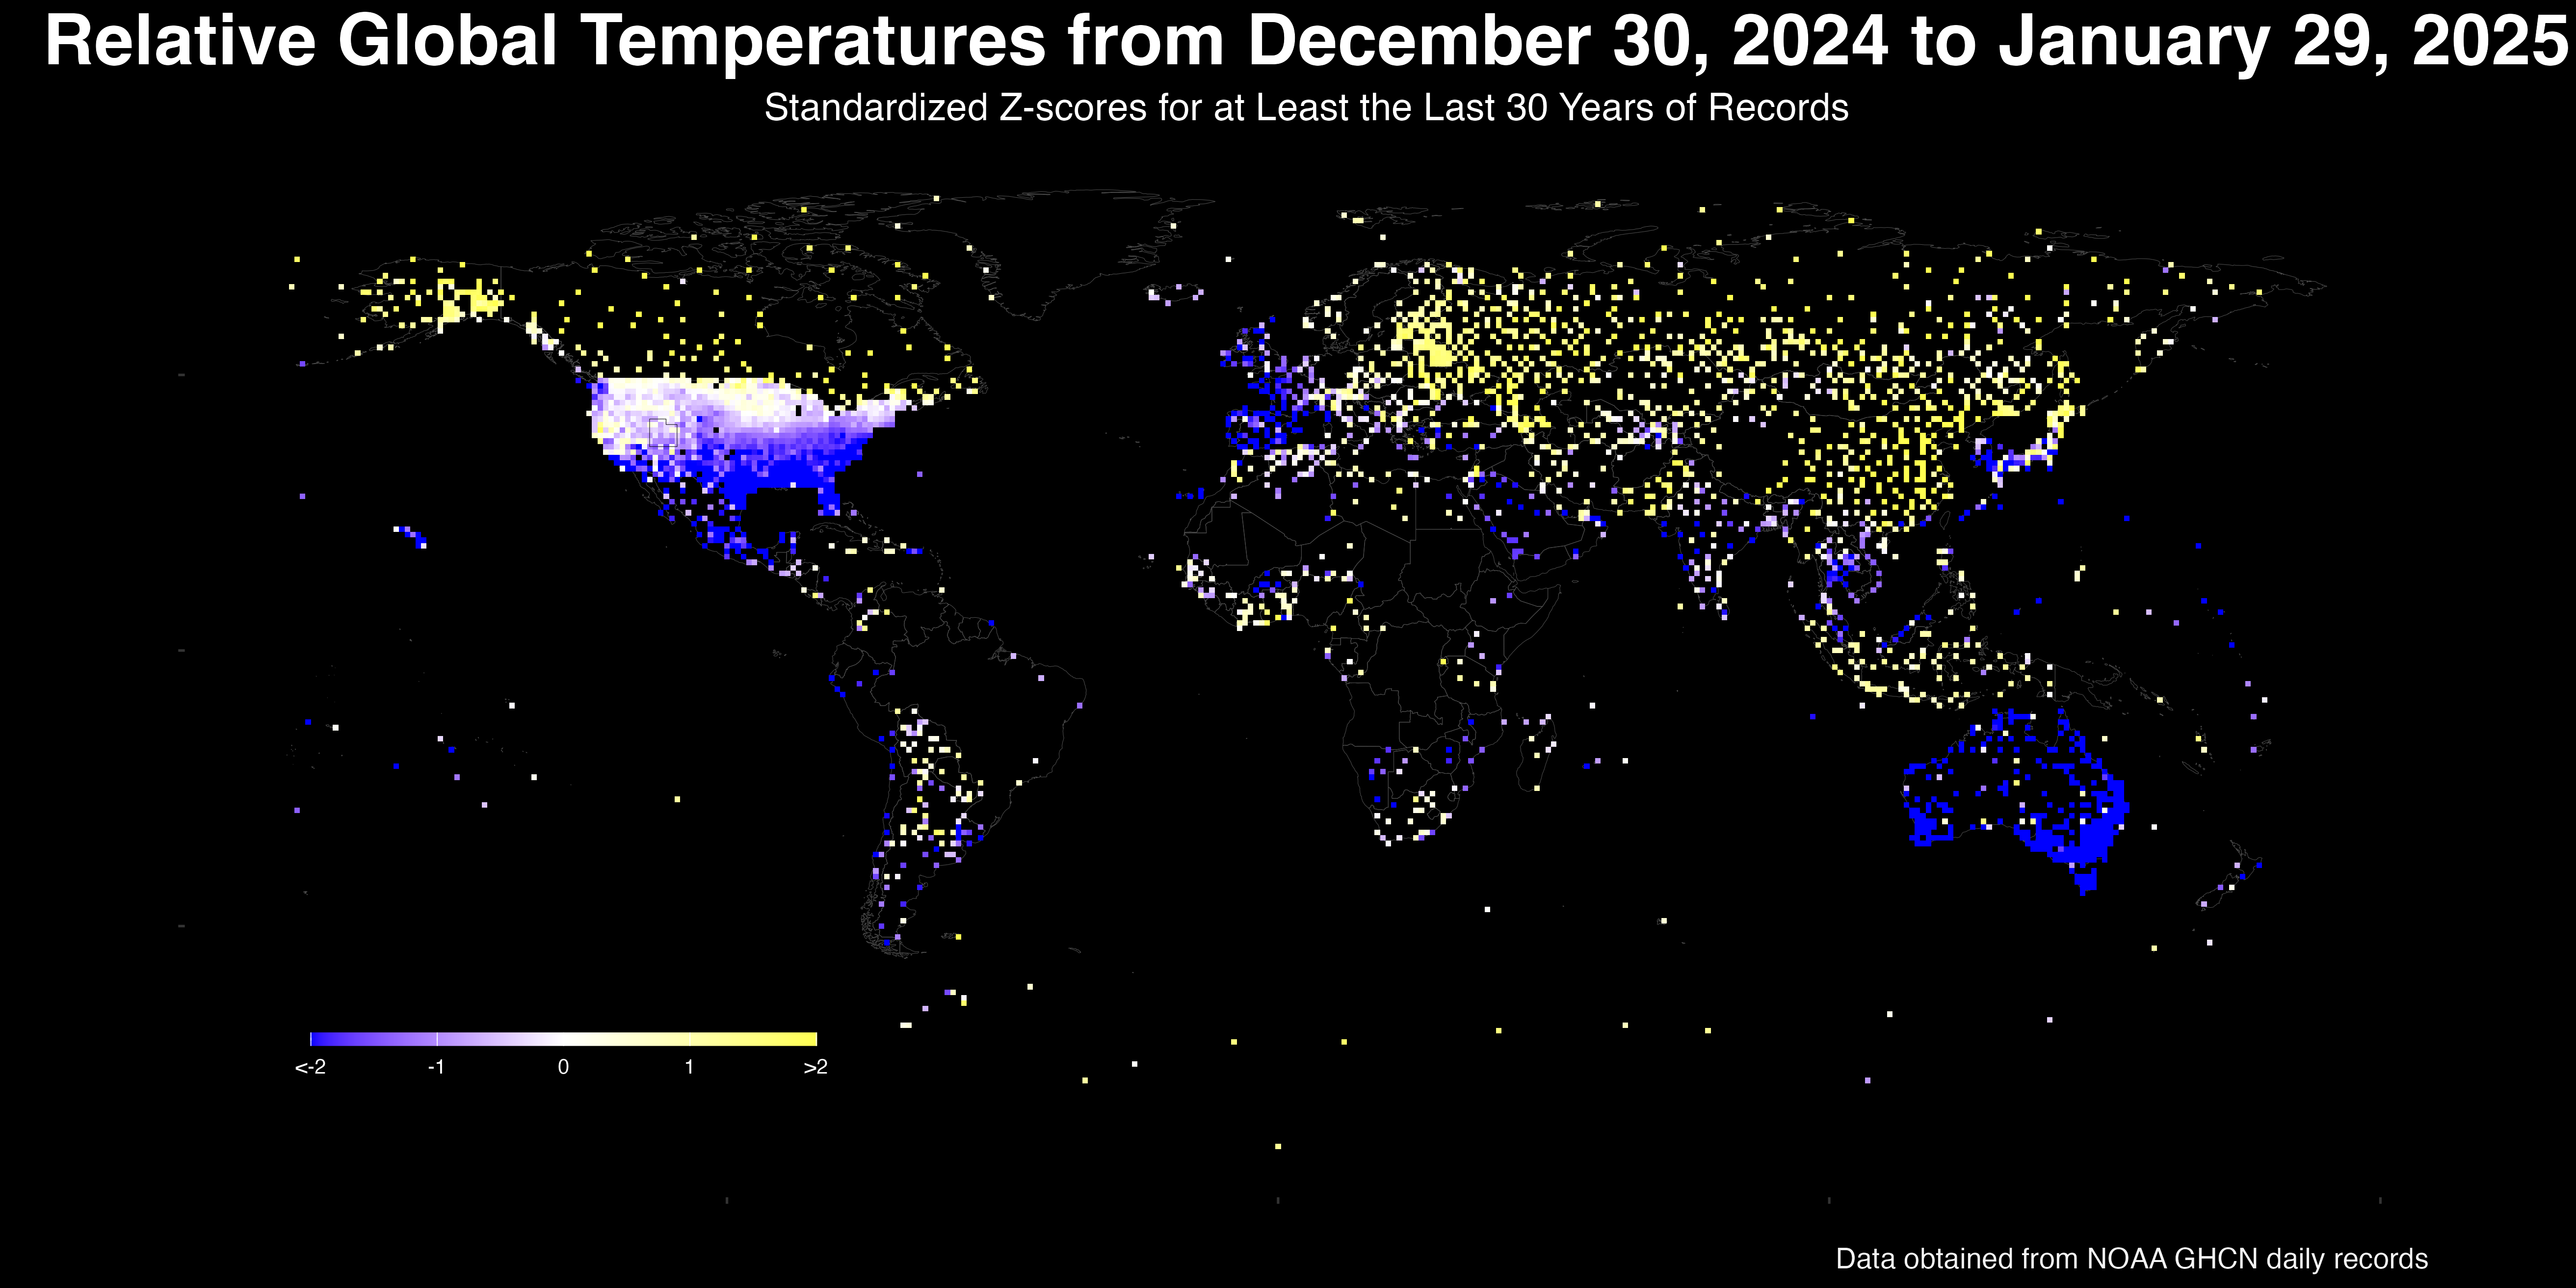 Relative Global Temperatures from December 30, 2024 to January 29, 2025
Standardized Z-scores for at Least the Last 30 Years of Records
<-2 -1 0 1 >2
Data obtained from NOAA GHCN daily records